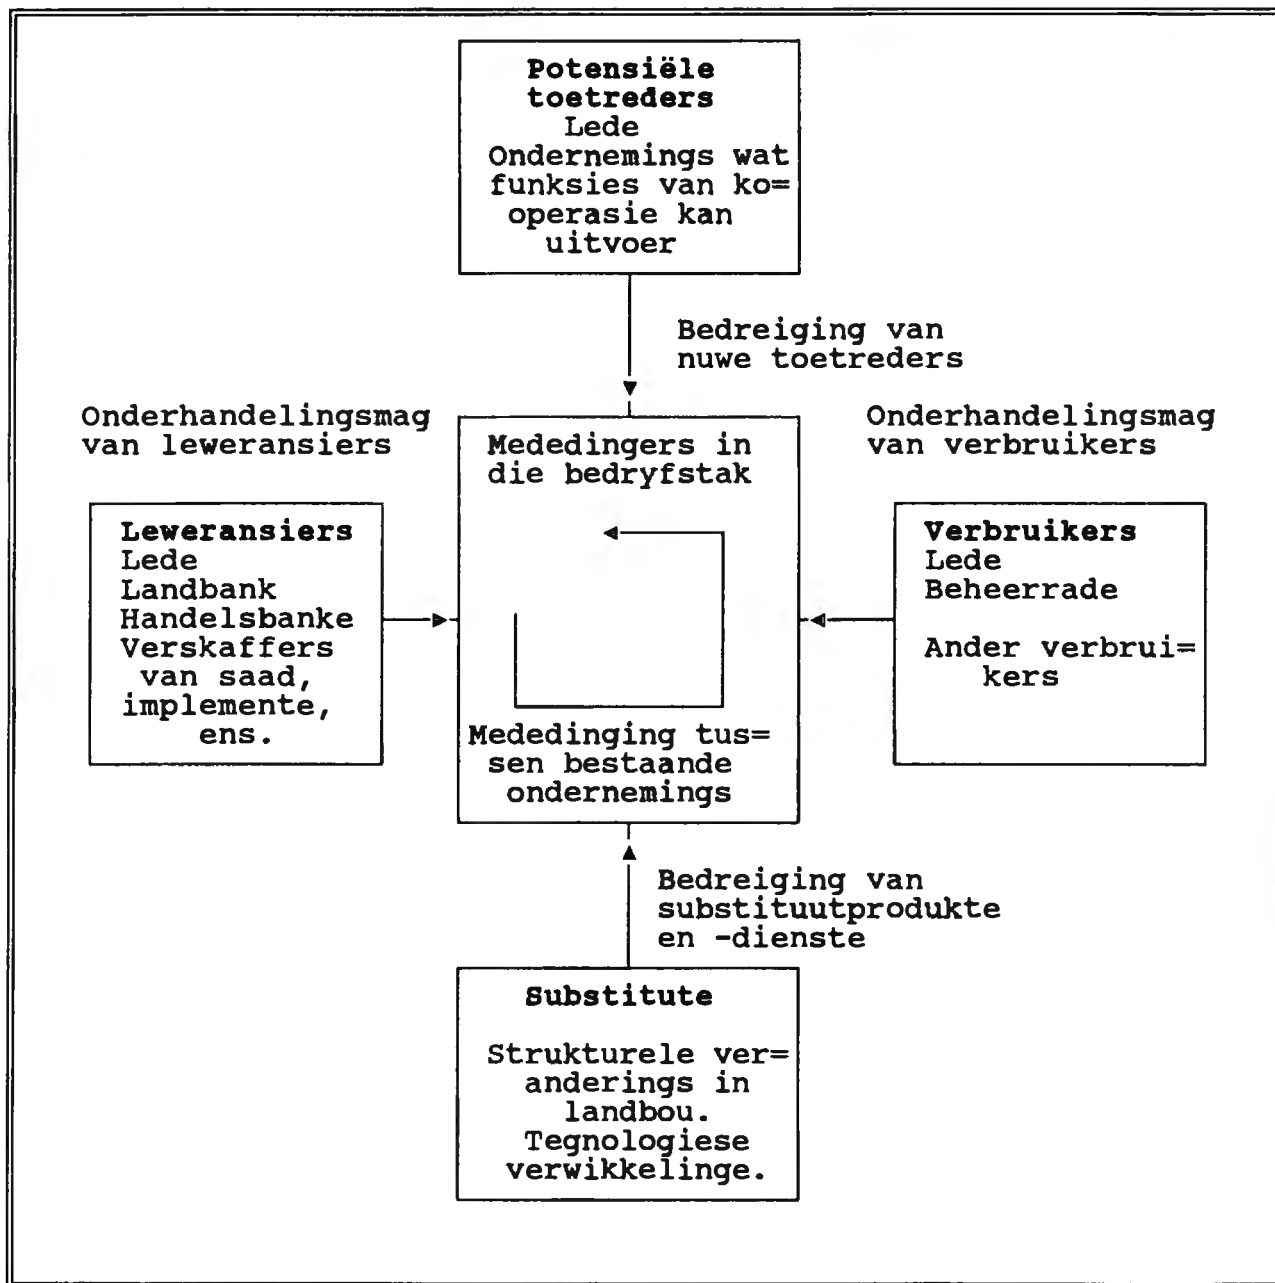 Potensiële
toetreders
Lede
Ondernemings wat
funksies van ko=
operasie kan
uitvoer
Bedreiging van
nuwe toetreders
Onderhandelingsmag
van leweransiers
Leweransiers
Lede
Landbank
Handelsbanke
Verskaffers
van saad,
implemente,
ens.
Mededingers in
die bedryfstak
Mededinging tus=
sen bestaande
ondernemings
Onderhandelingsmag
van verbruikers
Verbruikers
Lede
Beheerrade
Ander verbrui=
kers
Bedreiging van
substituutprodukte
en -dienste
Substitute
Strukturele ver=
anderings in
landbou.
Tegnologiese
verwikkelinge.